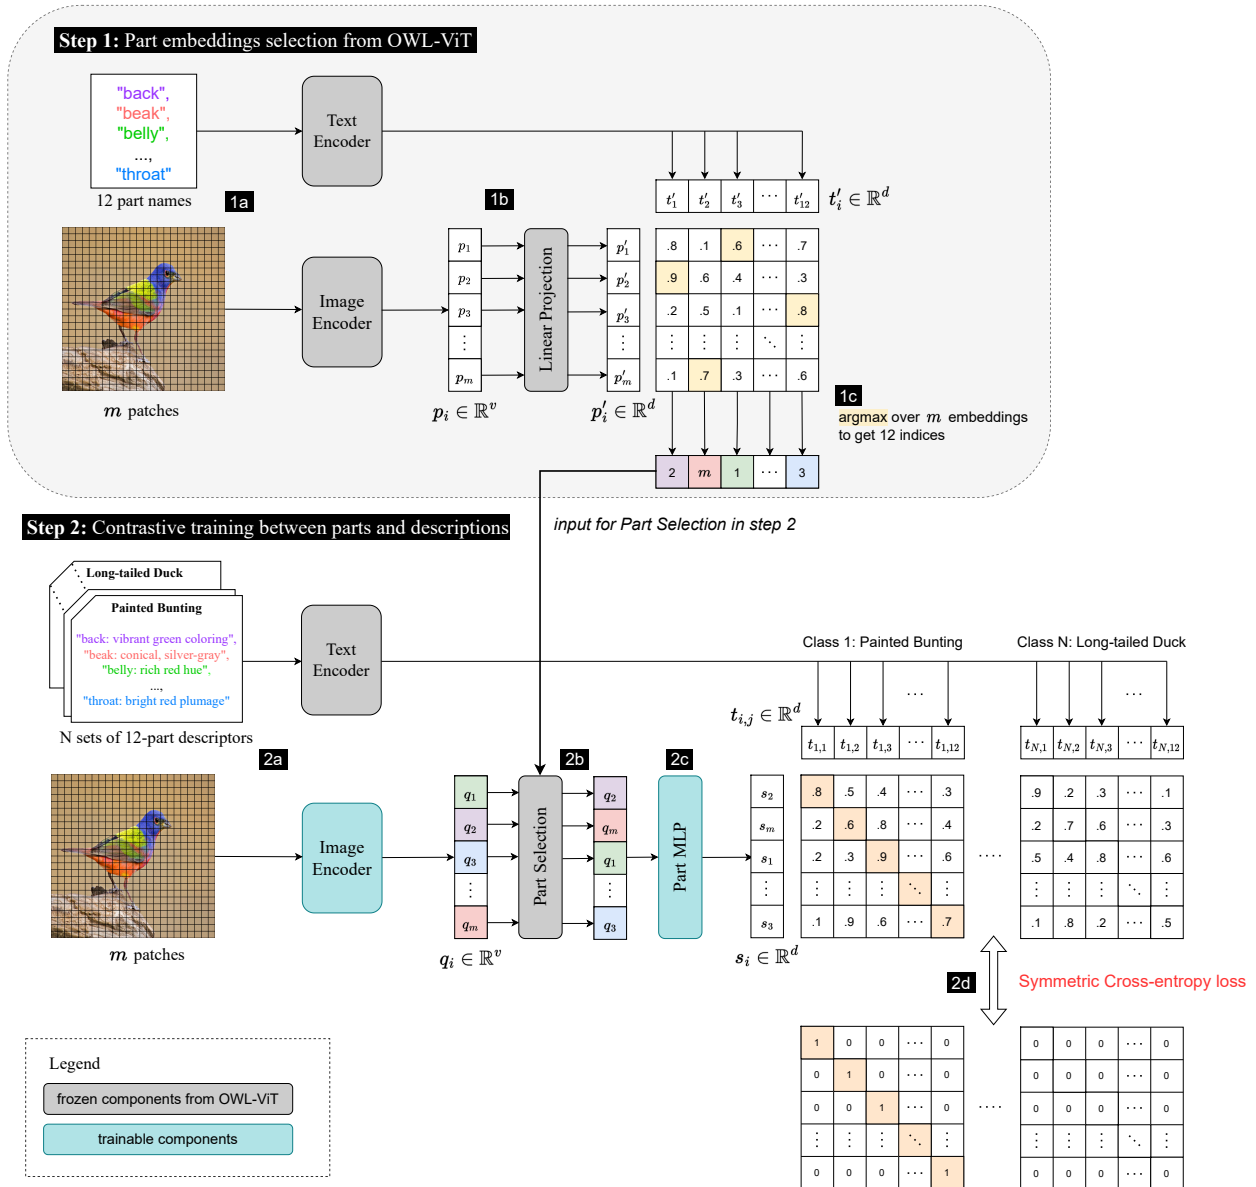 Step 1: Part embeddings selection from OWL-ViT
"back",
"beak",
"belly",
...,
"throat"
12 part names
Text
Encoder
t′1 t′2 t′3 ⋯ t′12
t′i ∈ ℝ^d
1a
1b
m patches
Image
Encoder
p1
p2
p3
⋮
pm
pi ∈ ℝ^v
Linear Projection
p′1
p′2
p′3
⋮
p′m
p′i ∈ ℝ^d
.8 .1 .6 ⋯ .7
.9 .6 .4 ⋯ .3
.2 .5 .1 ⋯ .8
⋮ ⋮ ⋮ ⋱ ⋮
.1 .7 .3 ⋯ .6
1c
argmax over m embeddings
to get 12 indices
2 m 1 ⋯ 3
input for Part Selection in step 2
Step 2: Contrastive training between parts and descriptions
Long-tailed Duck
Painted Bunting
"back: vibrant green coloring",
"beak: conical, silver-gray",
"belly: rich red hue",
...,
"throat: bright red plumage"
N sets of 12-part descriptors
Text
Encoder
Class 1: Painted Bunting
Class N: Long-tailed Duck
⋯ ⋯
ti,j ∈ ℝ^d
t1,1 t1,2 t1,3 ⋯ t1,12
tN,1 tN,2 tN,3 ⋯ tN,12
2a
2b
2c
m patches
Image
Encoder
q1
q2
q3
⋮
qm
qi ∈ ℝ^v
Part Selection
q2
qm
q1
⋮
q3
Part MLP
s2
sm
s1
⋮
s3
si ∈ ℝ^d
.8 .5 .4 ⋯ .3
.2 .6 .8 ⋯ .4
.2 .3 .9 ⋯ .6
⋮ ⋮ ⋮ ⋱ ⋮
.1 .9 .6 ⋯ .7
····
.9 .2 .3 ⋯ .1
.2 .7 .6 ⋯ .3
.5 .4 .8 ⋯ .6
⋮ ⋮ ⋮ ⋱ ⋮
.1 .8 .2 ⋯ .5
2d
Symmetric Cross-entropy loss
1 0 0 ⋯ 0
0 1 0 ⋯ 0
0 0 1 ⋯ 0
⋮ ⋮ ⋮ ⋱ ⋮
0 0 0 ⋯ 1
····
0 0 0 ⋯ 0
0 0 0 ⋯ 0
0 0 0 ⋯ 0
⋮ ⋮ ⋮ ⋱ ⋮
0 0 0 ⋯ 0
Legend
frozen components from OWL-ViT
trainable components